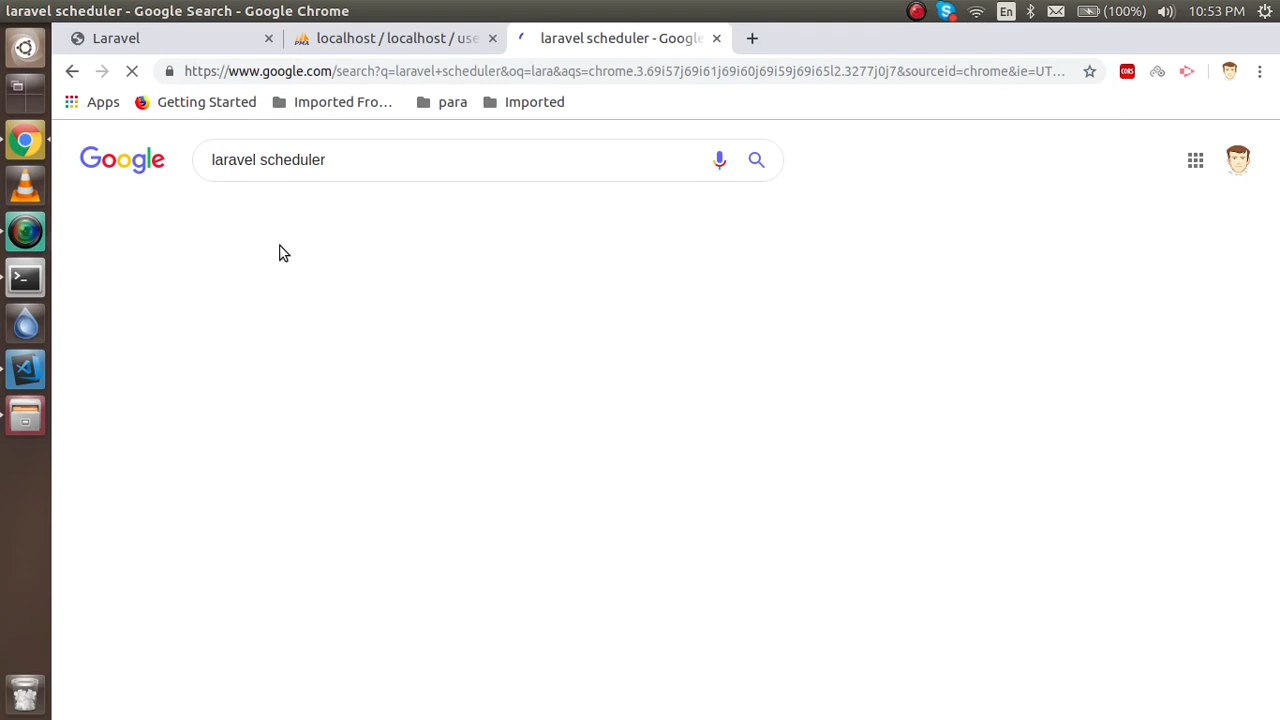 laravel scheduler - Google Search - Google Chrome
En
(100%)
10:53 PM
Laravel
localhost / localhost / use
laravel scheduler - Google
https://www.google.com/search?q=laravel+scheduler&oq=lara&aqs=chrome.3.69i57j69i61j69i60j69i59j69i65l2.3277j0j7&sourceid=chrome&ie=UT...
CORS
Apps
Getting Started
Imported Fro...
para
Imported
Google
laravel scheduler